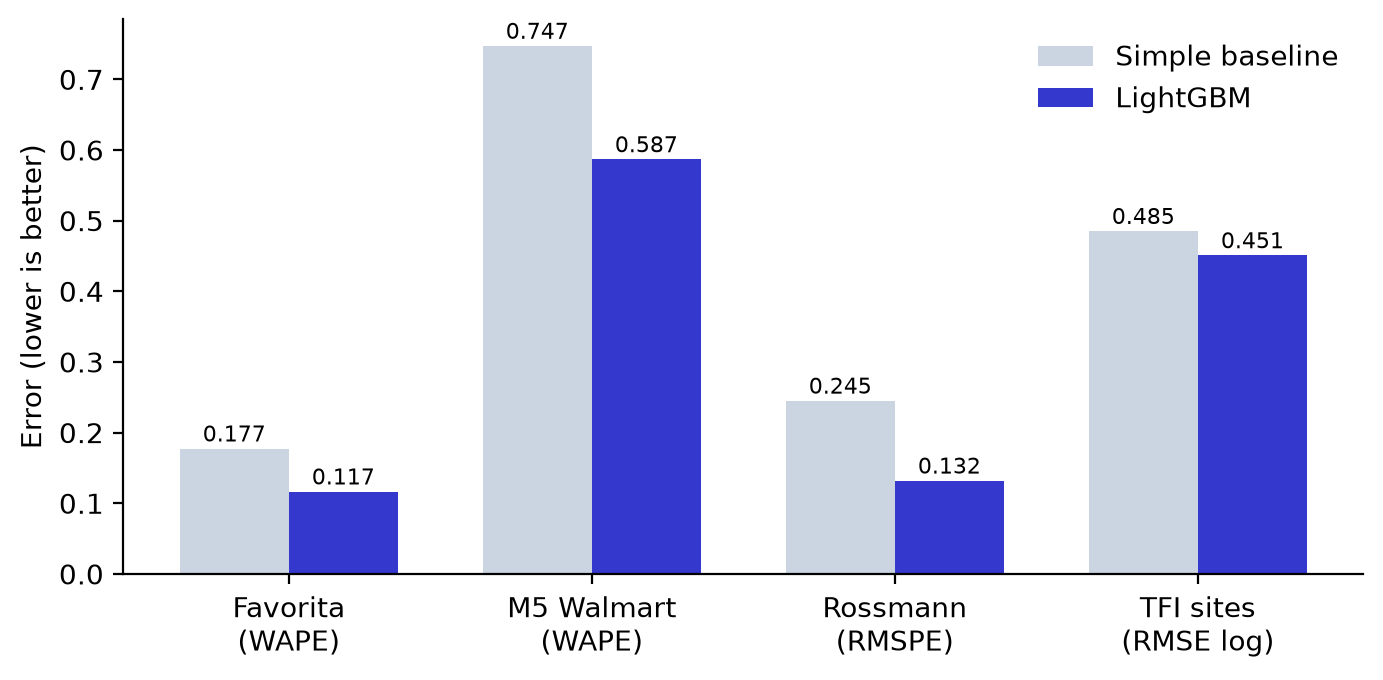 Error (lower is better)
0.7
0.6
0.5
0.4
0.3
0.2
0.1
0.0
0.177
0.117
0.747
0.587
0.245
0.132
0.485
0.451
Simple baseline
LightGBM
Favorita
(WAPE)
M5 Walmart
(WAPE)
Rossmann
(RMSPE)
TFI sites
(RMSE log)